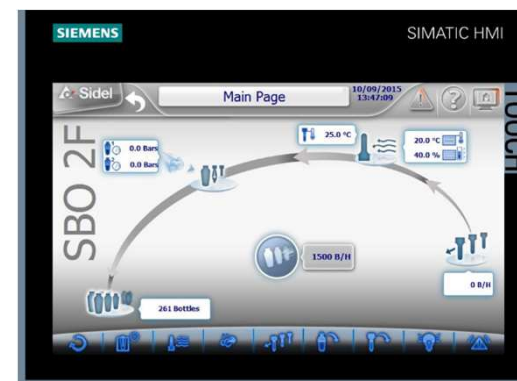 SIEMENS
SIMATIC HMI
TOUCH
Sidel
Main Page
10/09/2015
13:47:09
SBO 2F
0.0 Bars
0.0 Bars
25.0 °C
20.0 °C
40.0 %
1500 B/H
0 B/H
261 Bottles